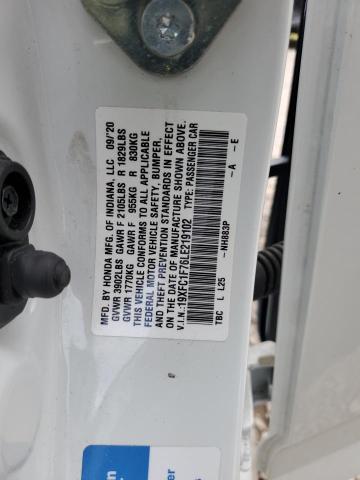 MFD. BY HONDA MFG. OF INDIANA, LLC 09/20
GVWR 3902LBS GAWR F 2105LBS R 1829LBS
GVWR 1770KG GAWR F 955KG R 830KG
THIS VEHICLE CONFORMS TO ALL APPLICABLE
FEDERAL MOTOR VEHICLE SAFETY, BUMPER,
AND THEFT PREVENTION STANDARDS IN EFFECT
ON THE DATE OF MANUFACTURE SHOWN ABOVE.
V.I.N.:19XFC1F76LE219102 TYPE: PASSENGER CAR
TBC L L25 - NH883P - A - E